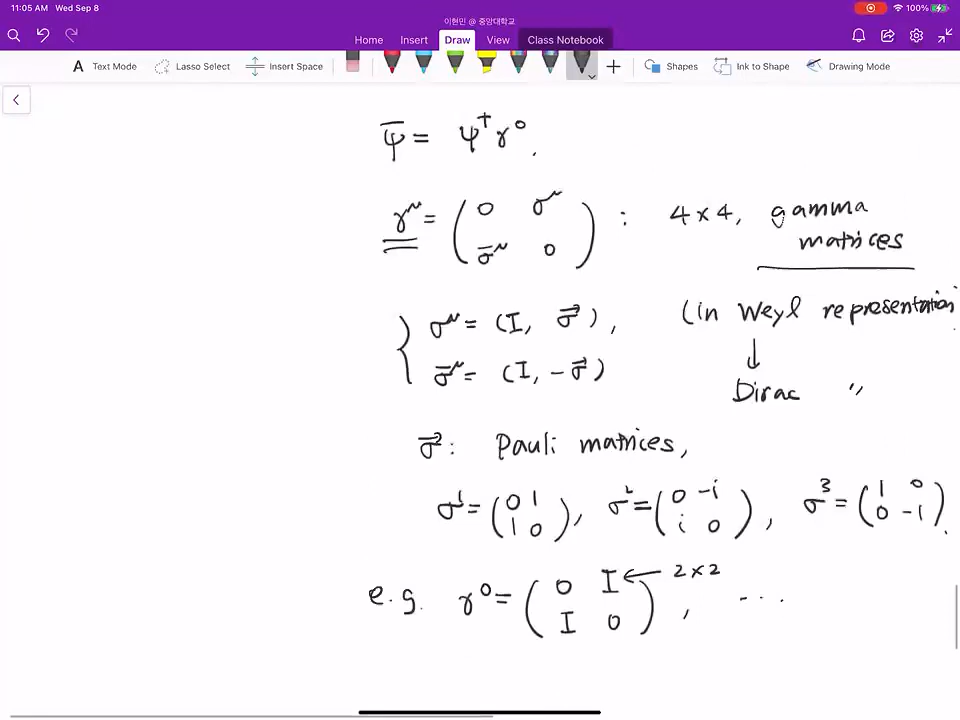 11:05 AM Wed Sep 8 100%
이현민 @ 중앙대학교
Home Insert Draw View Class Notebook
Text Mode Lasso Select Insert Space Shapes Ink to Shape Drawing Mode
ψ̄ = ψ†γ⁰.
γ^μ = ( 0 σ^μ ; σ̄^μ 0 ) : 4×4, gamma
matrices
{ σ^μ = (I, σ⃗), (in Weyl representation
σ̄^μ = (I, -σ⃗) ↓
Dirac 〃
σ⃗ : Pauli matrices,
σ¹ = ( 0 1 ; 1 0 ), σ² = ( 0 -i ; i 0 ), σ³ = ( 1 0 ; 0 -1 ).
e.g. γ⁰ = ( 0 I ; I 0 ), ← 2×2 ...